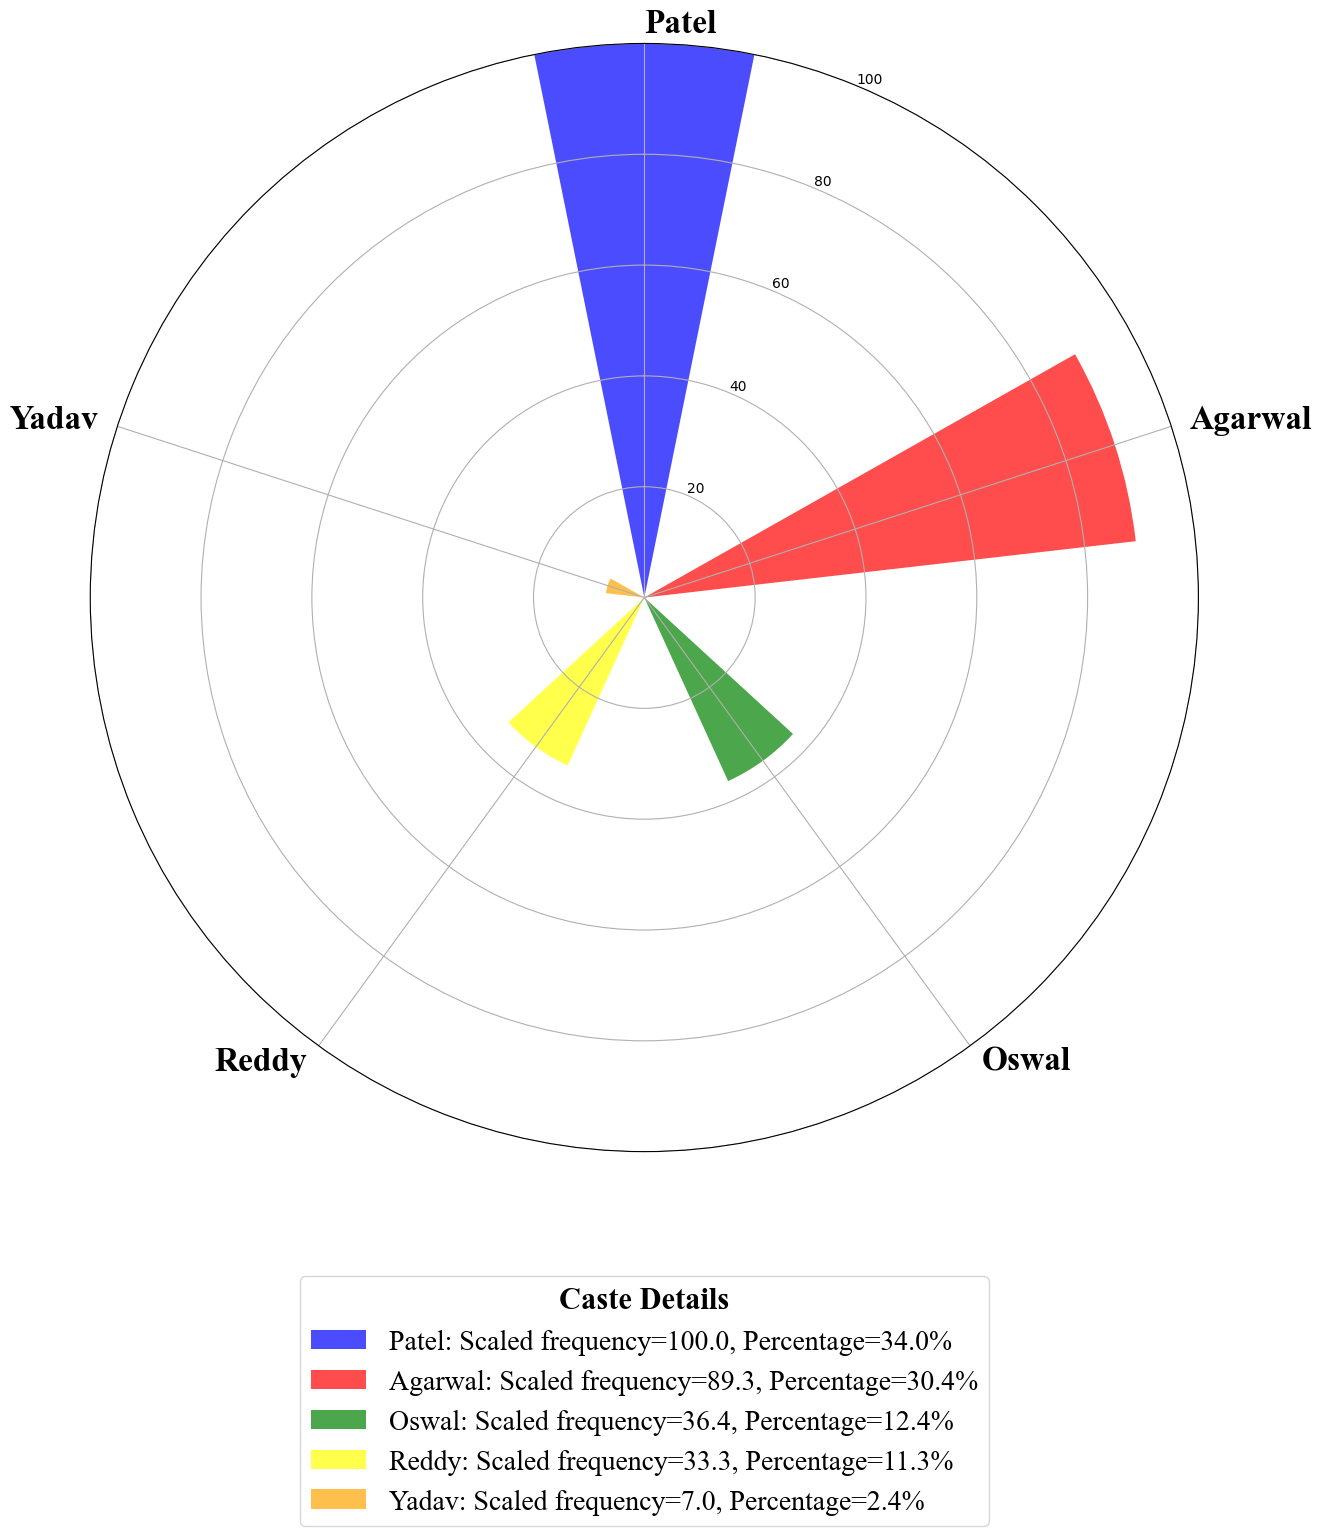 Patel
100
80
60
40
20
Agarwal
Yadav
Reddy
Oswal
Caste Details
Patel: Scaled frequency=100.0, Percentage=34.0%
Agarwal: Scaled frequency=89.3, Percentage=30.4%
Oswal: Scaled frequency=36.4, Percentage=12.4%
Reddy: Scaled frequency=33.3, Percentage=11.3%
Yadav: Scaled frequency=7.0, Percentage=2.4%